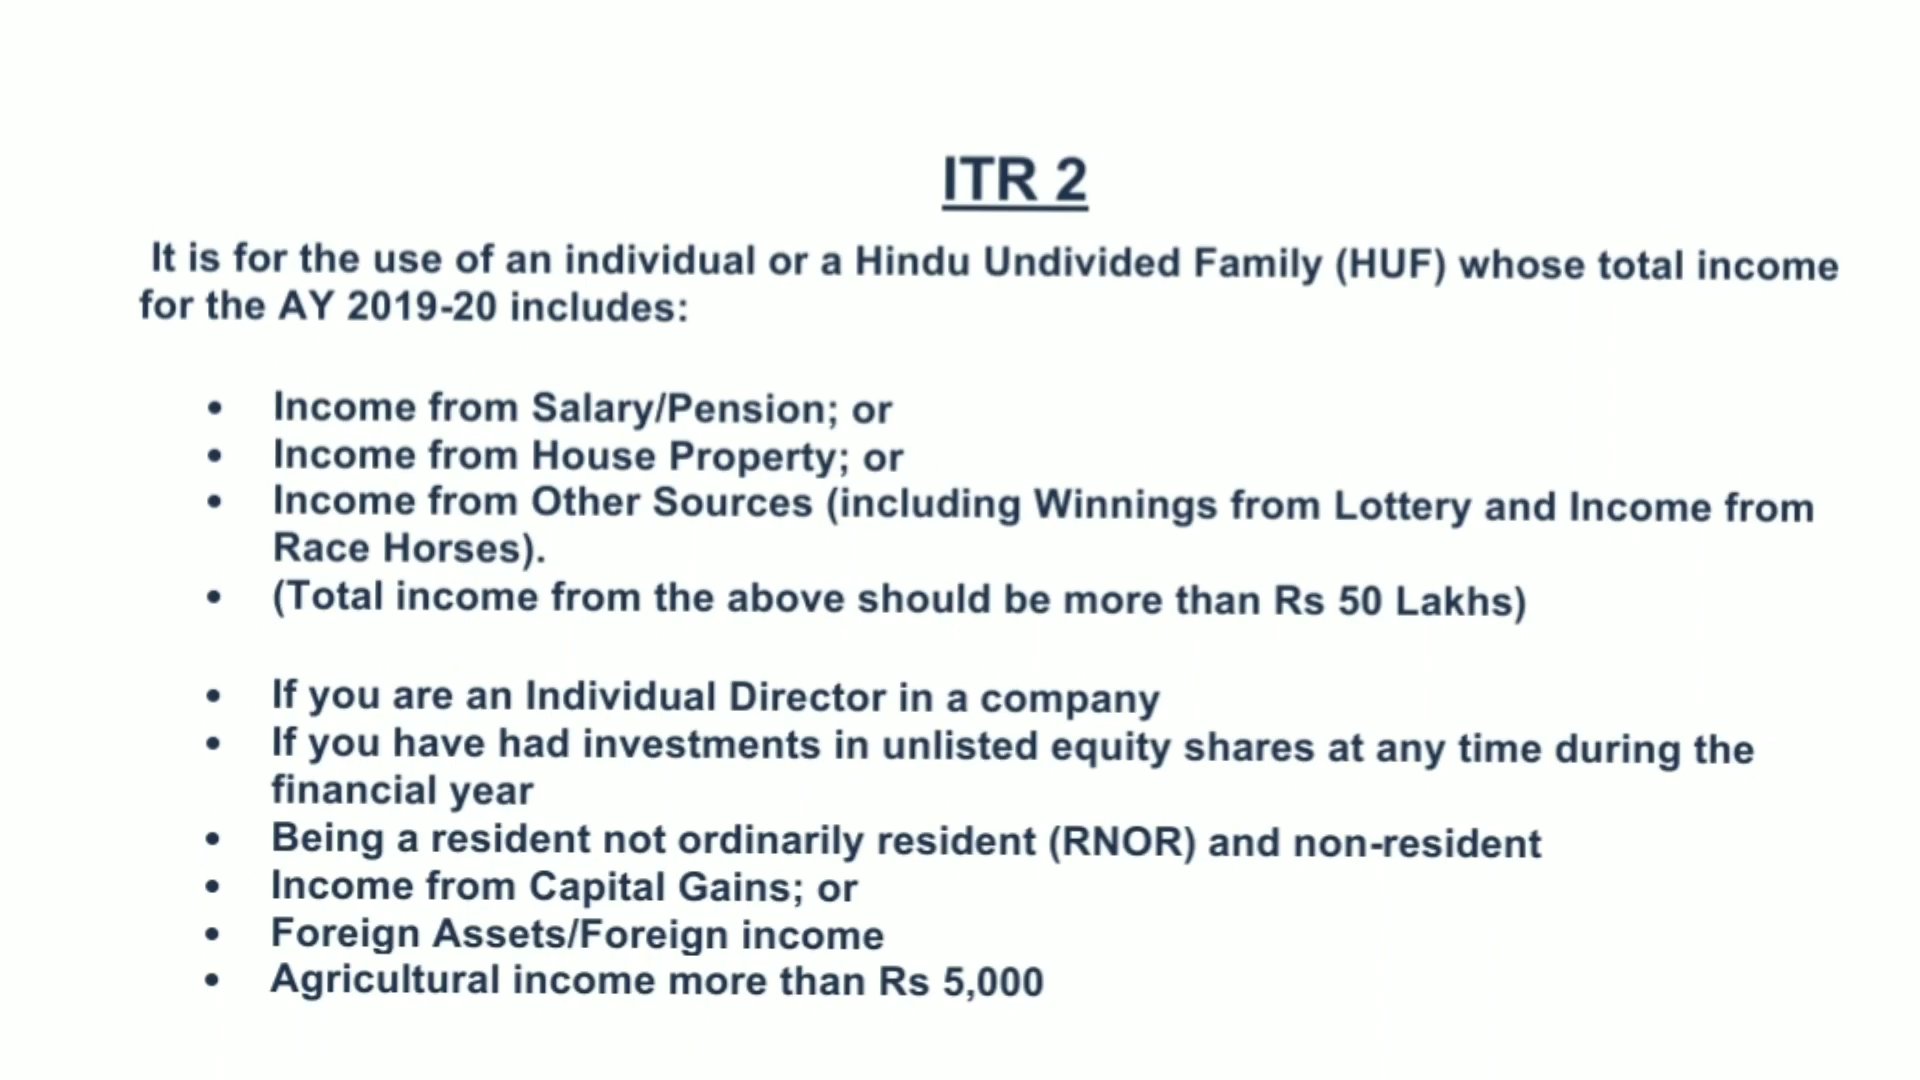 ITR 2
It is for the use of an individual or a Hindu Undivided Family (HUF) whose total income
for the AY 2019-20 includes:
• Income from Salary/Pension; or
• Income from House Property; or
• Income from Other Sources (including Winnings from Lottery and Income from
Race Horses).
• (Total income from the above should be more than Rs 50 Lakhs)
• If you are an Individual Director in a company
• If you have had investments in unlisted equity shares at any time during the
financial year
• Being a resident not ordinarily resident (RNOR) and non-resident
• Income from Capital Gains; or
• Foreign Assets/Foreign income
• Agricultural income more than Rs 5,000